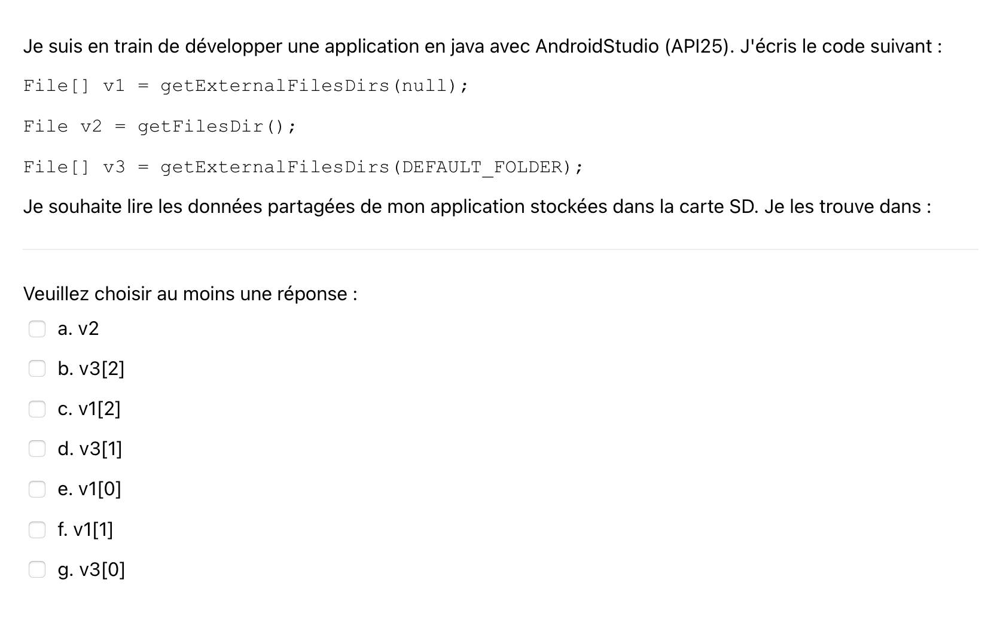 Je suis en train de développer une application en java avec AndroidStudio (API25). J'écris le code suivant :
File[] v1 = getExternalFilesDirs(null);
File v2 = getFilesDir();
File[] v3 = getExternalFilesDirs(DEFAULT_FOLDER);
Je souhaite lire les données partagées de mon application stockées dans la carte SD. Je les trouve dans :
Veuillez choisir au moins une réponse :
a. v2
b. v3[2]
c. v1[2]
d. v3[1]
e. v1[0]
f. v1[1]
g. v3[0]